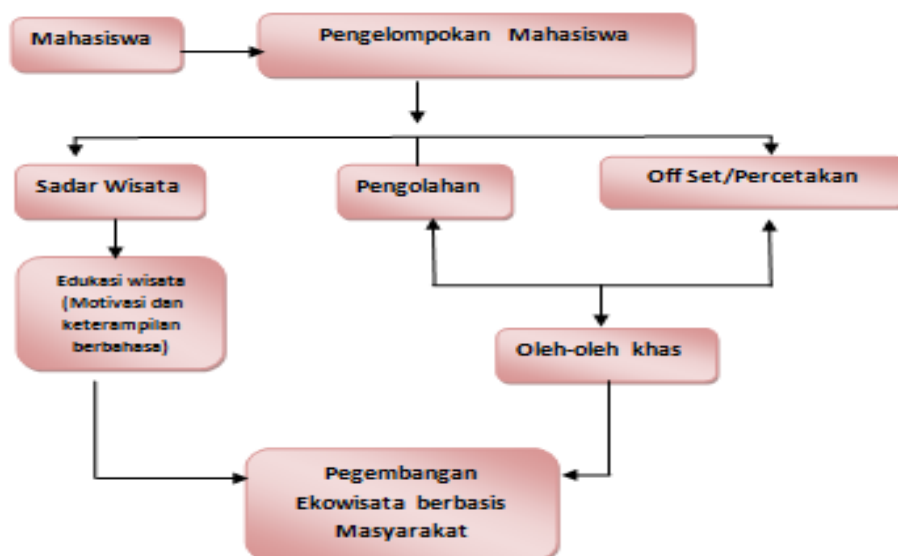 Mahasiswa
Pengelompokan Mahasiswa
Sadar Wisata
Pengolahan
Off Set/Percetakan
Edukasi wisata
(Motivasi dan
keterampilan
berbahasa)
Oleh-oleh khas
Pegembangan
Ekowisata berbasis
Masyarakat